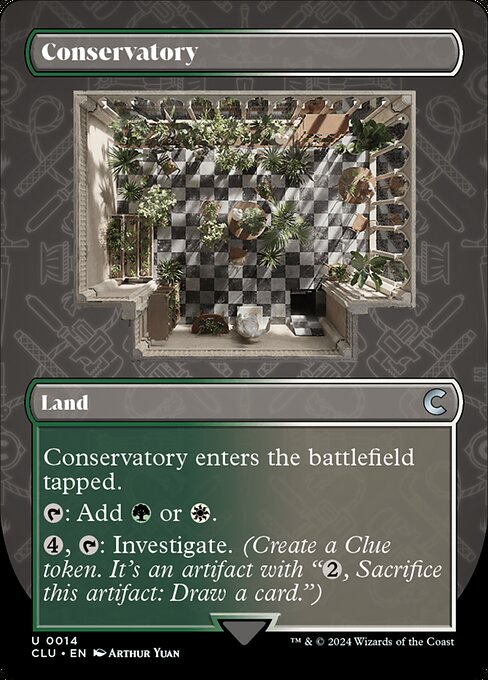 Conservatory
Land
Conservatory enters the battlefield
tapped.
: Add or .
4, : Investigate. (Create a Clue
token. It's an artifact with “2, Sacrifice
this artifact: Draw a card.”)
U 0014
CLU • EN Arthur Yuan
™ & © 2024 Wizards of the Coast